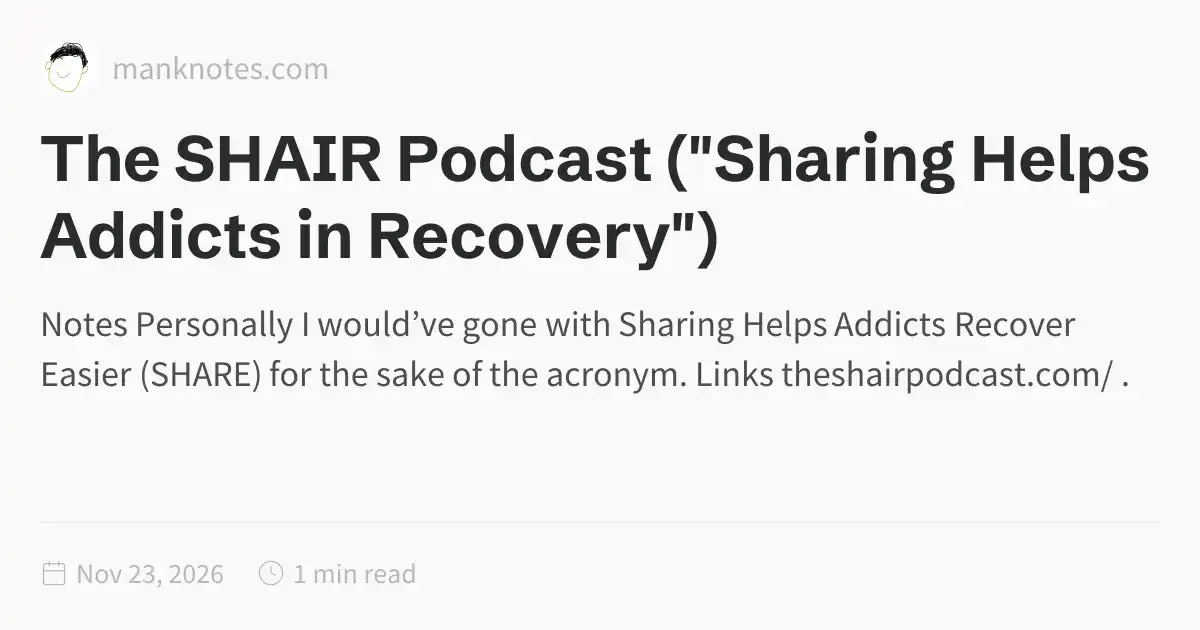 manknotes.com
The SHAIR Podcast ("Sharing Helps
Addicts in Recovery")
Notes Personally I would’ve gone with Sharing Helps Addicts Recover
Easier (SHARE) for the sake of the acronym. Links theshairpodcast.com/ .
Nov 23, 2026 1 min read